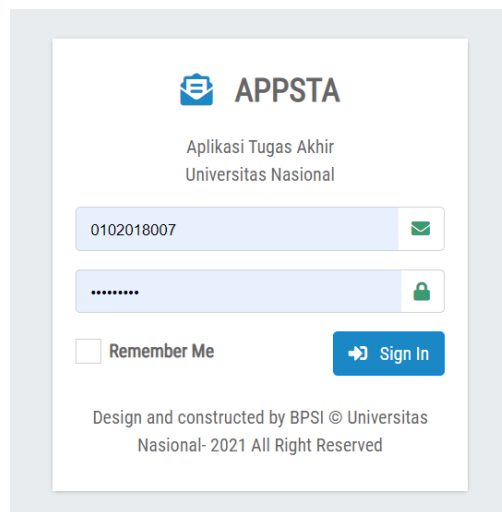 APPSTA
Aplikasi Tugas Akhir
Universitas Nasional
0102018007
•••••••••
Remember Me
Sign In
Design and constructed by BPSI © Universitas
Nasional- 2021 All Right Reserved